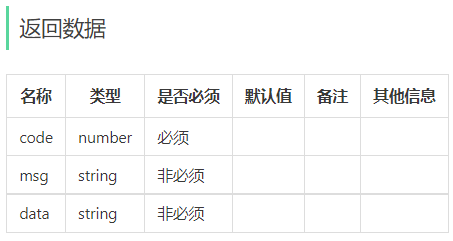 返回数据
名称 类型 是否必须 默认值 备注 其他信息
code number 必须
msg string 非必须
data string 非必须